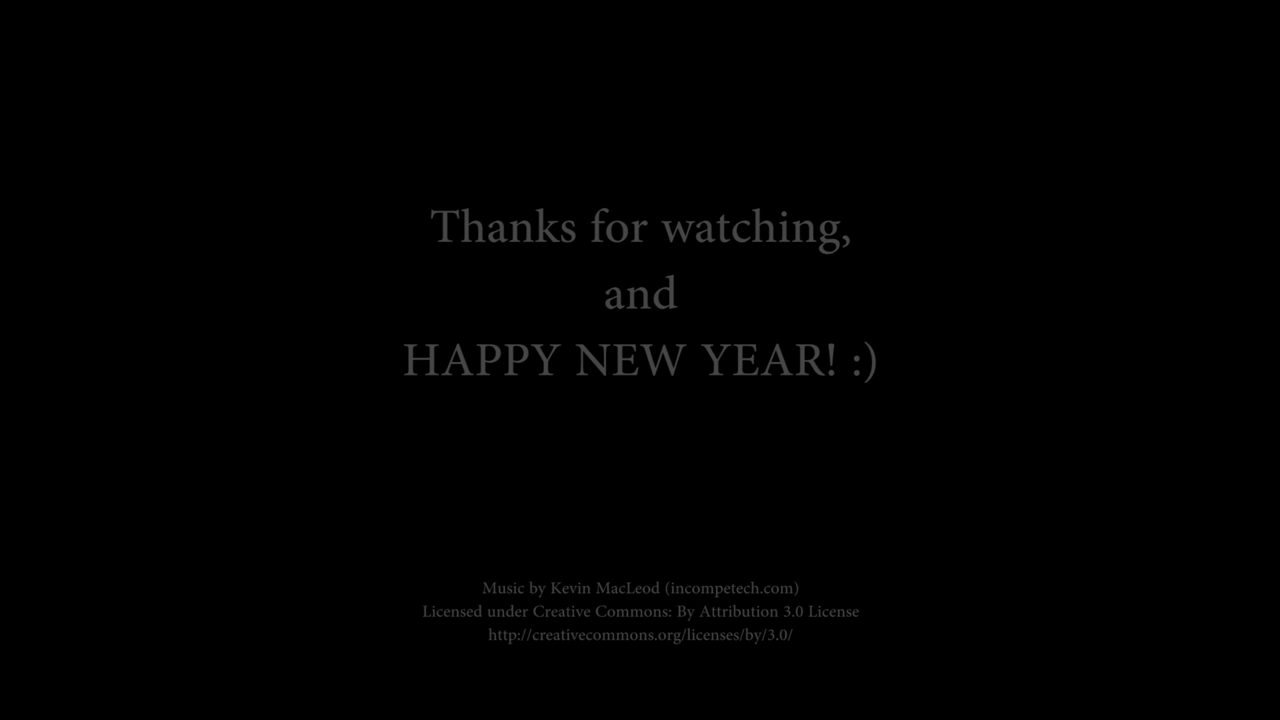 Thanks for watching,
and
HAPPY NEW YEAR! :)
Music by Kevin MacLeod (incompetech.com)
Licensed under Creative Commons: By Attribution 3.0 License
http://creativecommons.org/licenses/by/3.0/